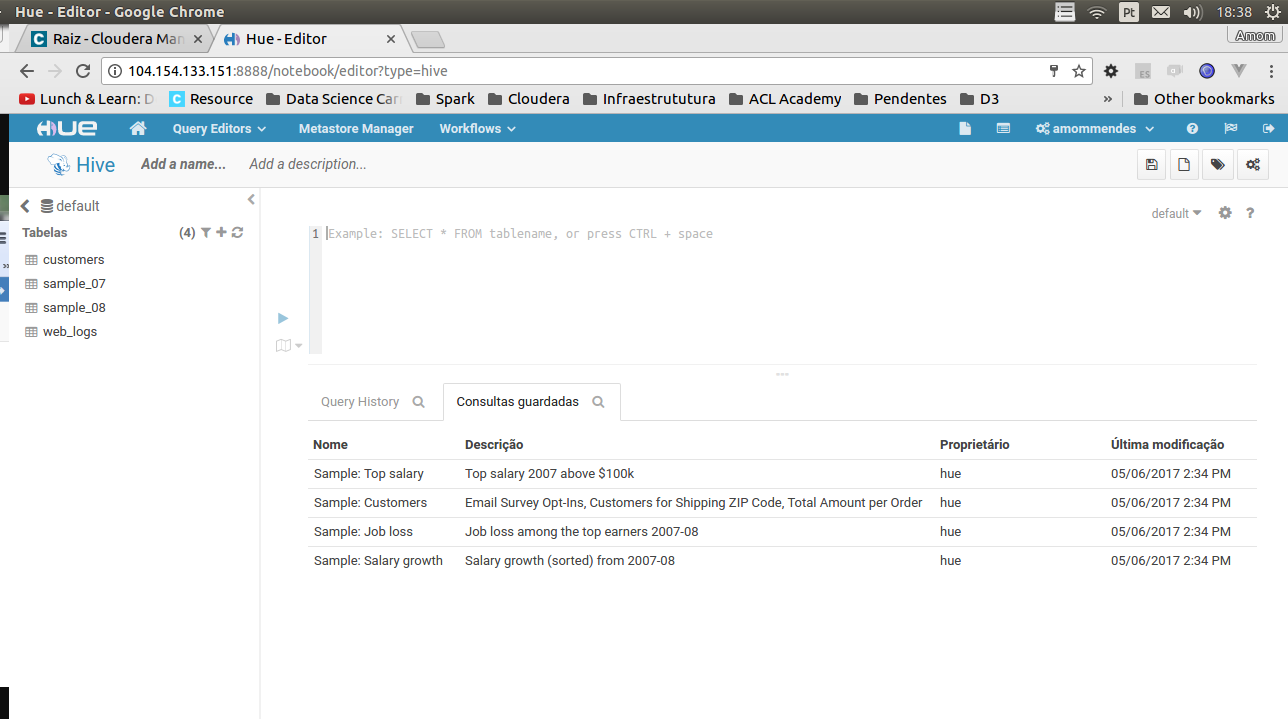 Hue - Editor - Google Chrome
Pt
18:38
Raiz - Cloudera Man
Hue - Editor
Amom
104.154.133.151:8888/notebook/editor?type=hive
ES
Lunch & Learn: D
Resource
Data Science Car
Spark
Cloudera
Infraestrututura
ACL Academy
Pendentes
D3
»
Other bookmarks
HUE
Query Editors
Metastore Manager
Workflows
amommendes
Hive
Add a name...
Add a description...
default
Tabelas
(4)
customers
sample_07
sample_08
web_logs
default
1
Example: SELECT * FROM tablename, or press CTRL + space
Query History
Consultas guardadas
Nome Descrição Proprietário Última modificação
Sample: Top salary Top salary 2007 above $100k hue 05/06/2017 2:34 PM
Sample: Customers Email Survey Opt-Ins, Customers for Shipping ZIP Code, Total Amount per Order hue 05/06/2017 2:34 PM
Sample: Job loss Job loss among the top earners 2007-08 hue 05/06/2017 2:34 PM
Sample: Salary growth Salary growth (sorted) from 2007-08 hue 05/06/2017 2:34 PM